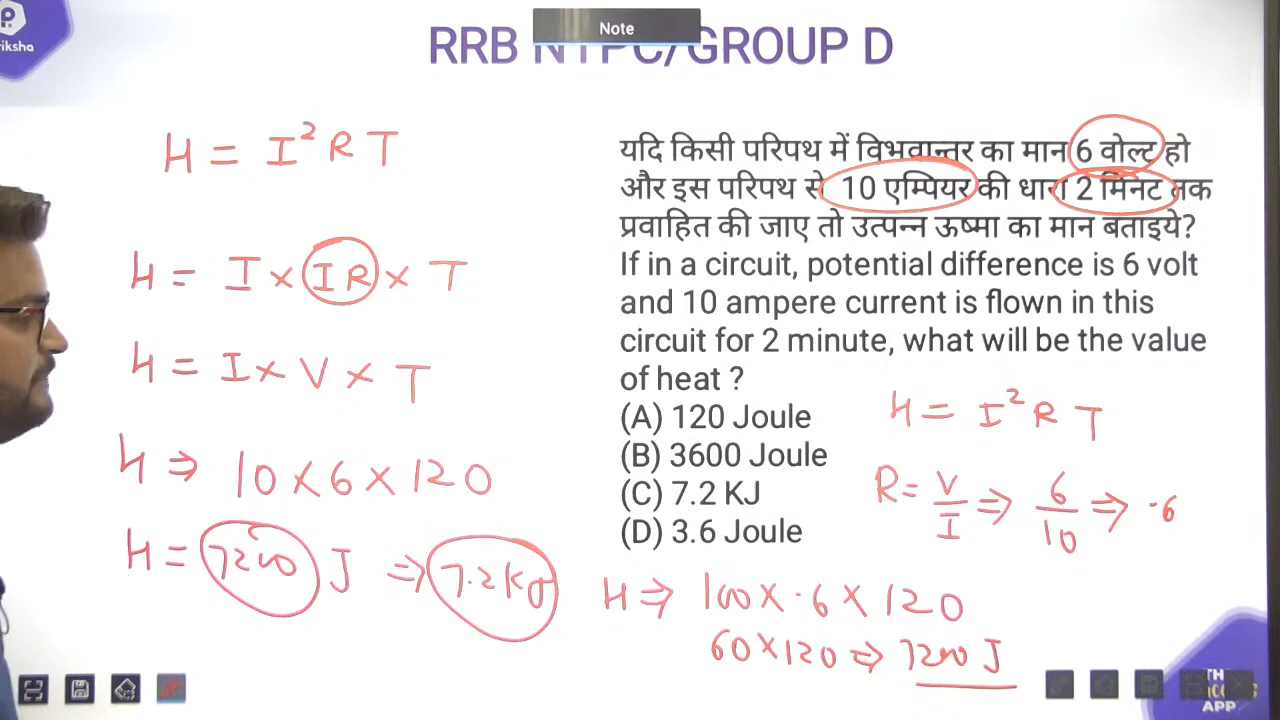 Note
RRB NTPC/GROUP D
riksha
H = I² R T
H = I × I R × T
H = I × V × T
H ⇒ 10 × 6 × 120
H = 7200 J ⇒ 7.2 KJ
यदि किसी परिपथ में विभवान्तर का मान 6 वोल्ट हो
और इस परिपथ से 10 एम्पियर की धारा 2 मिनट तक
प्रवाहित की जाए तो उत्पन्न ऊष्मा का मान बताइये?
If in a circuit, potential difference is 6 volt
and 10 ampere current is flown in this
circuit for 2 minute, what will be the value
of heat ?
(A) 120 Joule
(B) 3600 Joule
(C) 7.2 KJ
(D) 3.6 Joule
H = I² R T
R = V/I ⇒ 6/10 ⇒ .6
H ⇒ 100 × .6 × 120
60 × 120 ⇒ 7200 J
APP